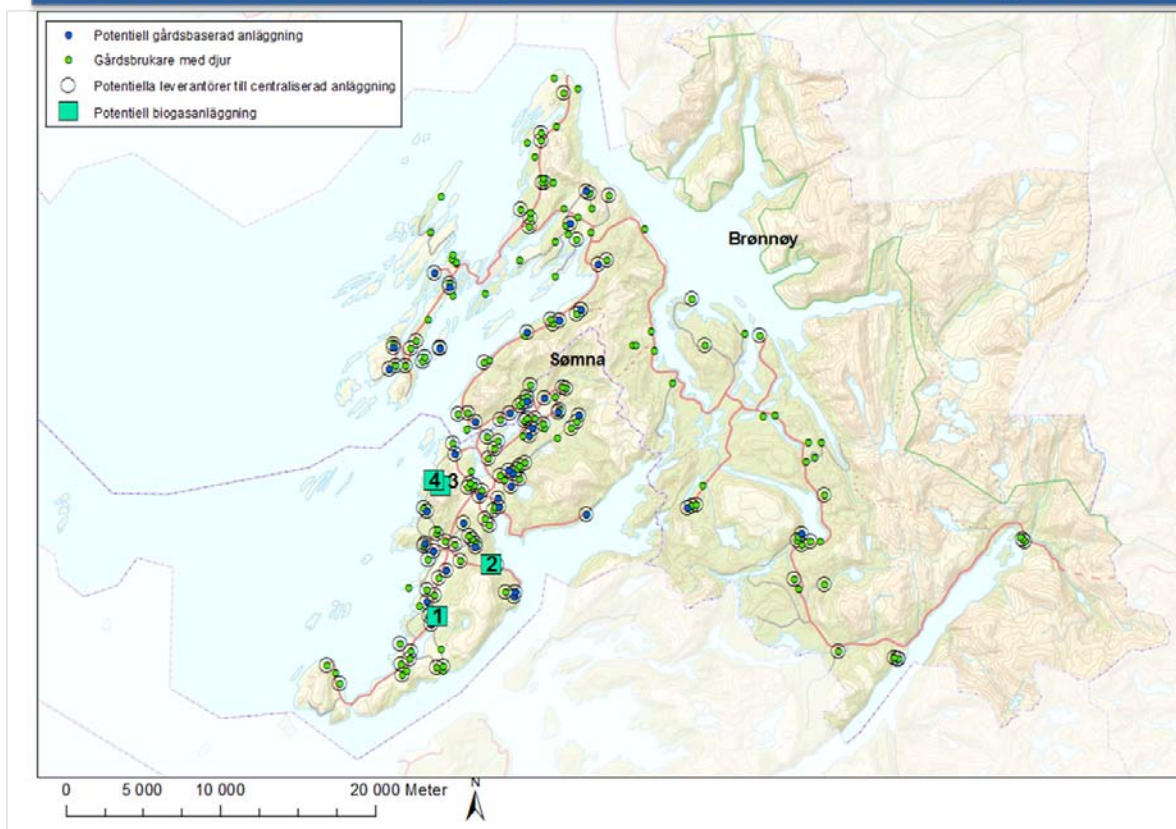 Potentiell gårdsbaserad anläggning
Gårdsbrukare med djur
Potentiella leverantörer till centraliserad anläggning
Potentiell biogasanläggning
Brønnøy
Sømna
4 3
2
1
0 5 000 10 000 20 000 Meter
N